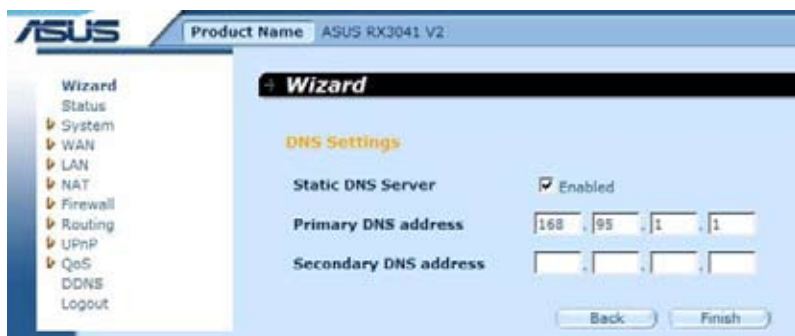 ASUS
Product Name ASUS RX3041 V2
Wizard
Status
System
WAN
LAN
NAT
Firewall
Routing
UPnP
QoS
DDNS
Logout
Wizard
DNS Settings
Static DNS Server Enabled
Primary DNS address 168 . 95 . 1 . 1
Secondary DNS address . . .
Back Finish